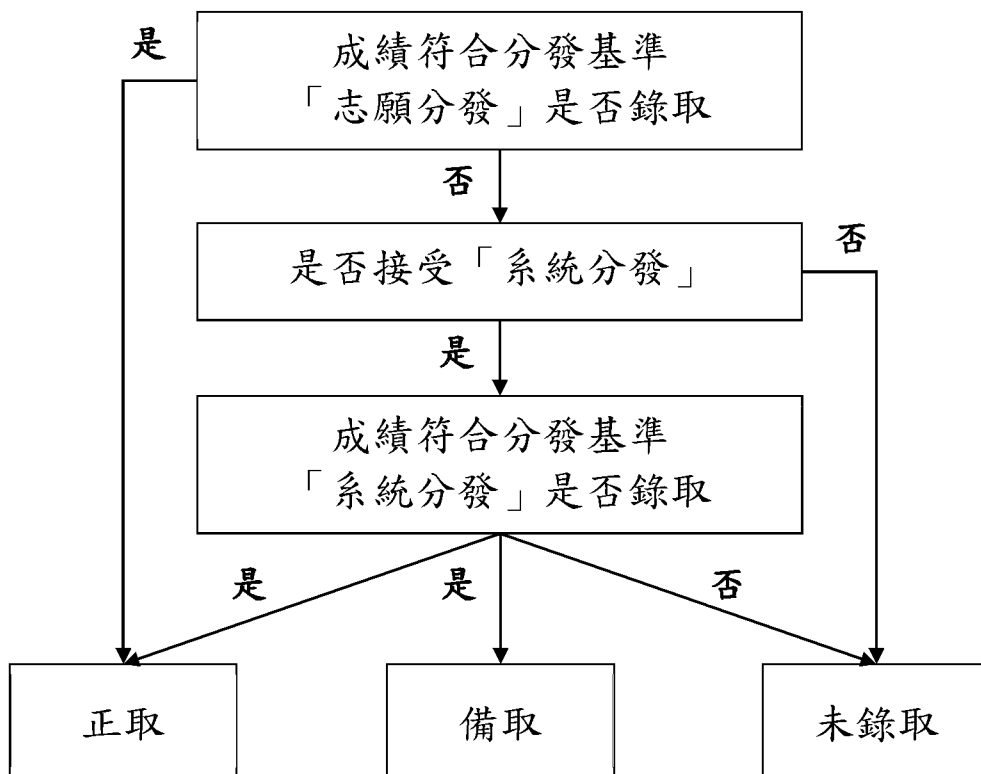 是
成績符合分發基準
「志願分發」是否錄取
否
是否接受「系統分發」
否
是
成績符合分發基準
「系統分發」是否錄取
是
是
否
正取
備取
未錄取